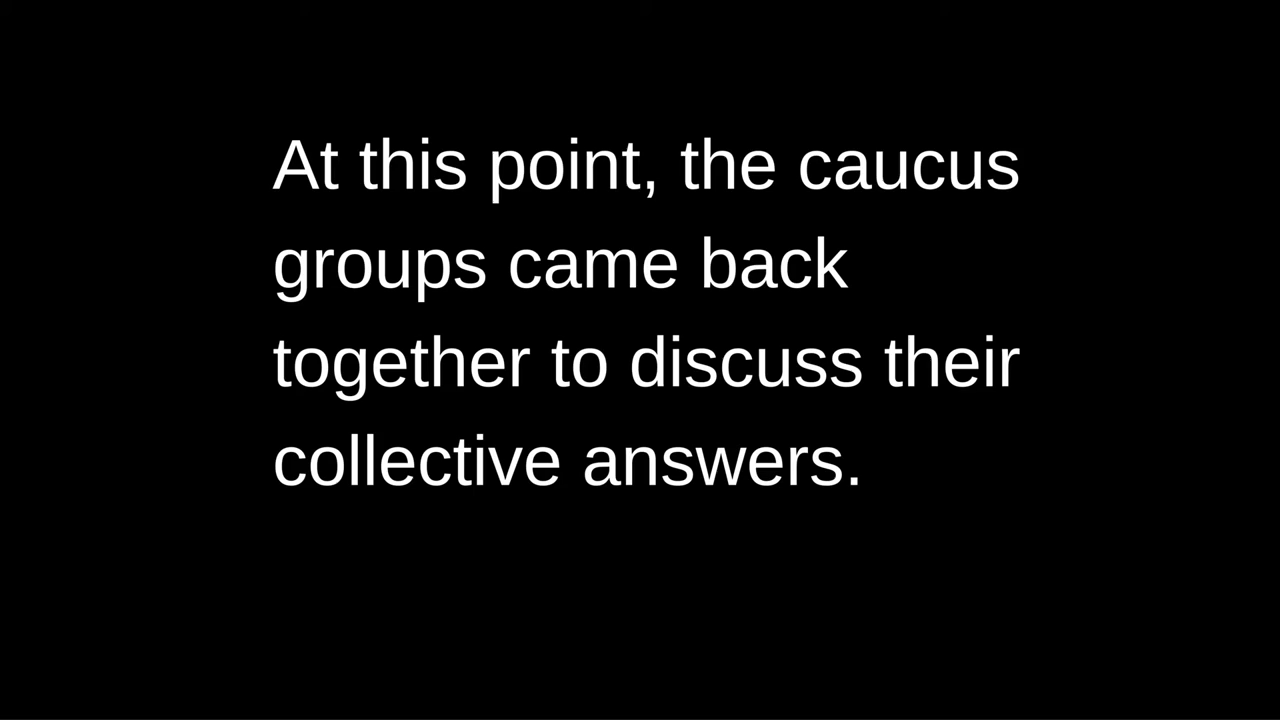 At this point, the caucus
groups came back
together to discuss their
collective answers.